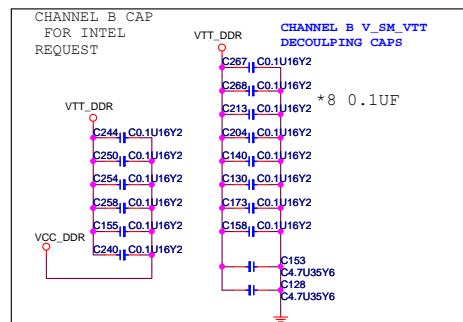 CHANNEL B CAP
FOR INTEL
REQUEST
VTT_DDR
C244 C0.1U16Y2
C250 C0.1U16Y2
C254 C0.1U16Y2
C258 C0.1U16Y2
C155 C0.1U16Y2
C240 C0.1U16Y2
VCC_DDR
CHANNEL B V_SM_VTT
DECOULPING CAPS
VTT_DDR
C267 C0.1U16Y2
C268 C0.1U16Y2
C213 C0.1U16Y2
C204 C0.1U16Y2
C140 C0.1U16Y2
C130 C0.1U16Y2
C173 C0.1U16Y2
C158 C0.1U16Y2
*8 0.1UF
C153
C4.7U35Y6
C128
C4.7U35Y6